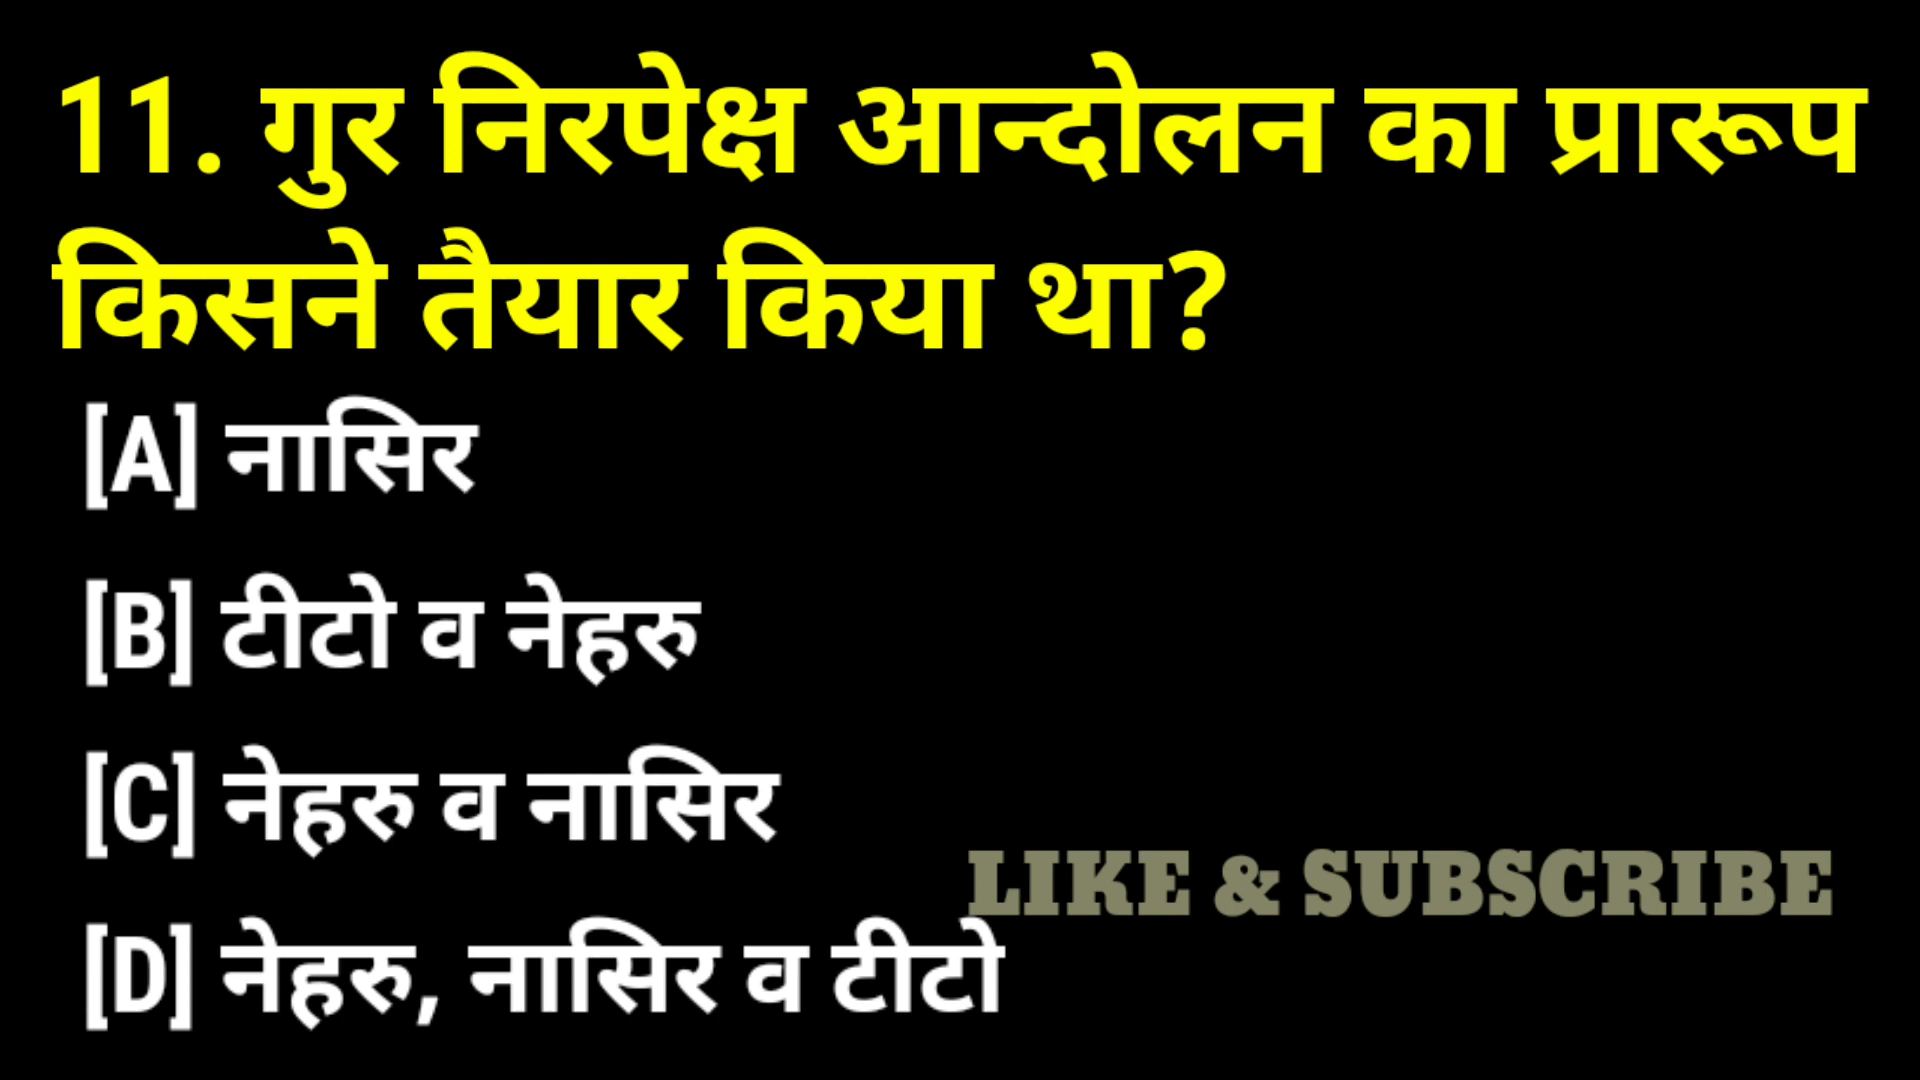 11. गुर निरपेक्ष आन्दोलन का प्रारूप
किसने तैयार किया था?
[A] नासिर
[B] टीटो व नेहरु
[C] नेहरु व नासिर
LIKE & SUBSCRIBE
[D] नेहरु, नासिर व टीटो